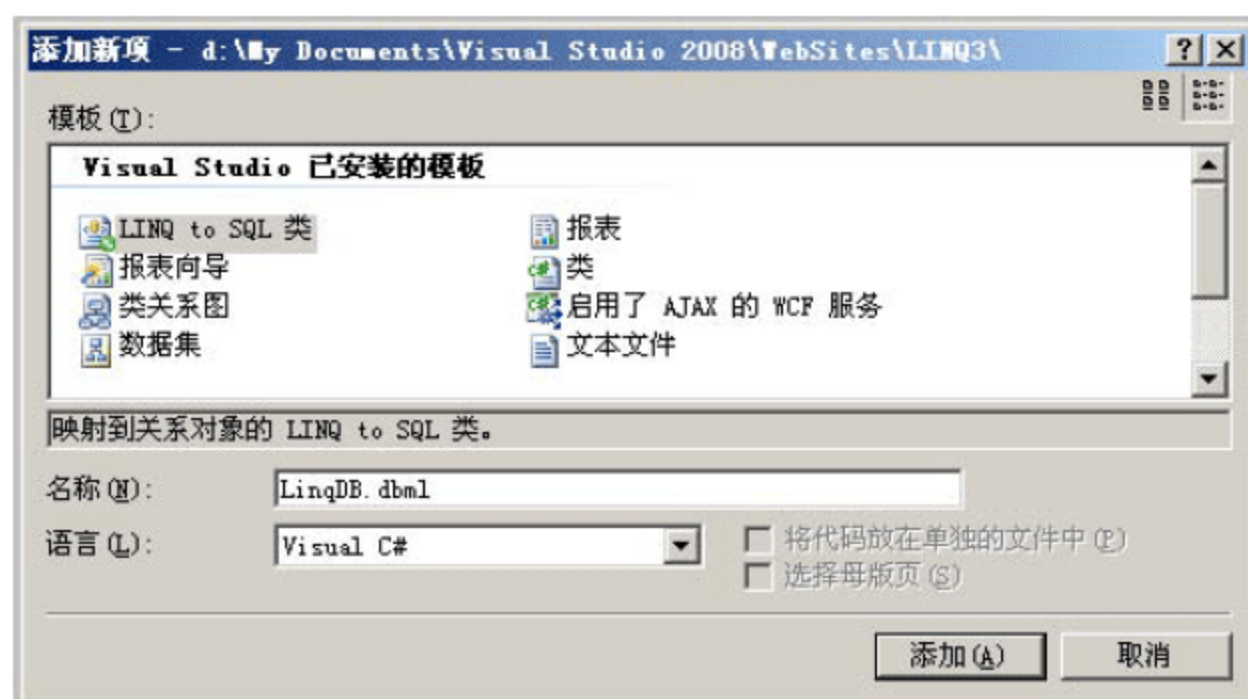 添加新项 - d:\My Documents\Visual Studio 2008\WebSites\LINQ3\
模板(T):
Visual Studio 已安装的模板
LINQ to SQL 类 报表
报表向导 类
类关系图 启用了 AJAX 的 WCF 服务
数据集 文本文件
映射到关系对象的 LINQ to SQL 类。
名称(N): LinqDB.dbml
语言(L): Visual C# 将代码放在单独的文件中(P)
选择母版页(S)
添加(A) 取消